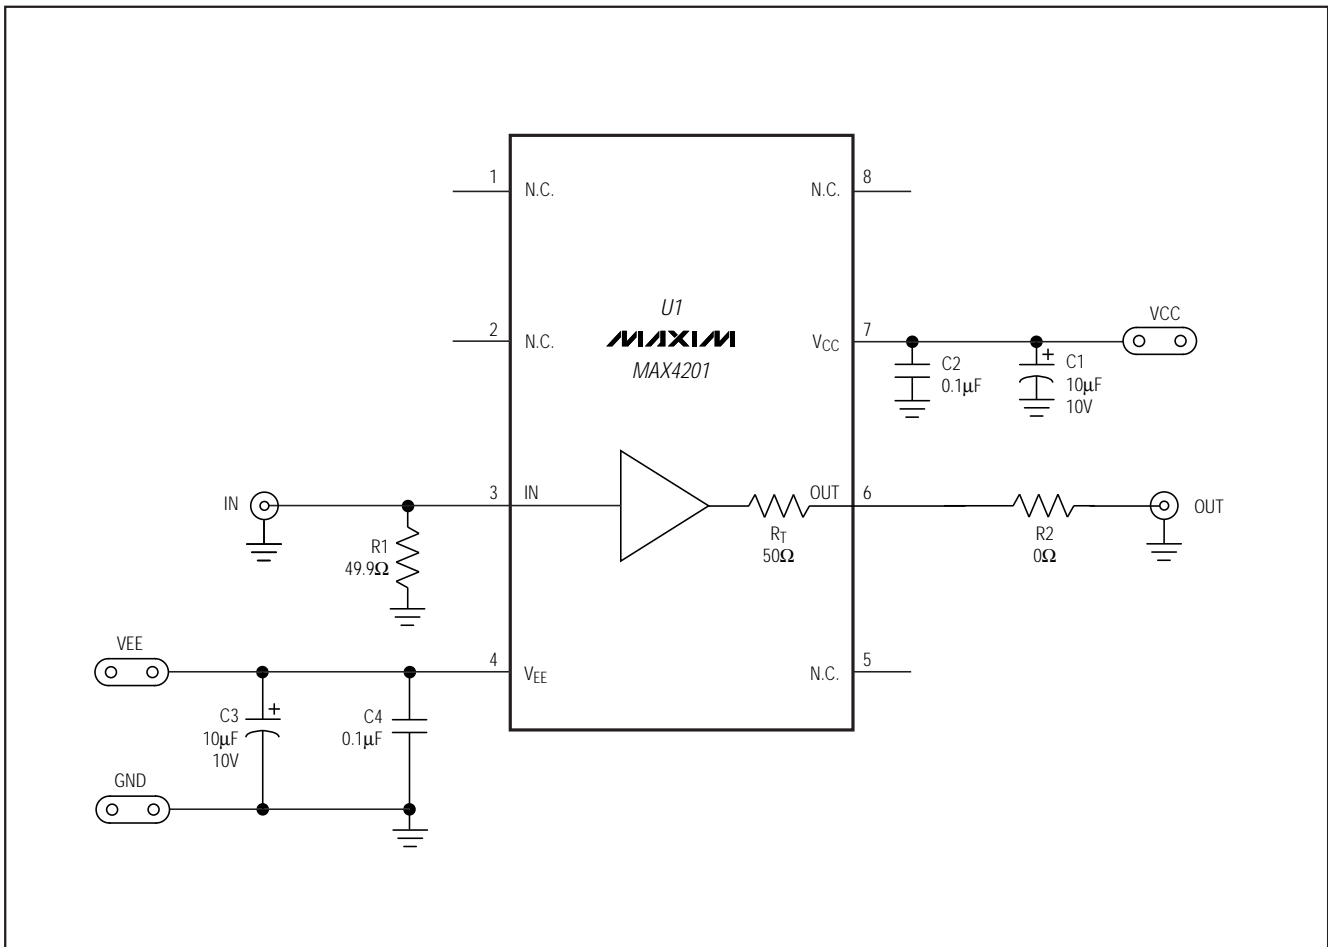 1
N.C.
8
N.C.
2
N.C.
U1
MAXIM
MAX4201
7
VCC
VCC
C2
0.1μF
+
C1
10μF
10V
IN
3
IN
OUT
6
OUT
R1
49.9Ω
RT
50Ω
R2
0Ω
VEE
4
VEE
5
N.C.
C3
10μF
10V
+
C4
0.1μF
GND